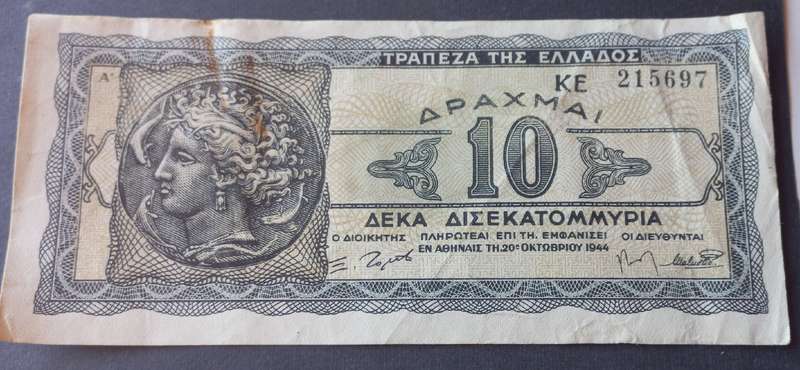 ΤΡΑΠΕΖΑ ΤΗΣ ΕΛΛΑΔΟΣ
Α'
ΚΕ 215697
ΔΡΑΧΜΑΙ
10
ΔΕΚΑ ΔΙΣΕΚΑΤΟΜΜΥΡΙΑ
Ο ΔΙΟΙΚΗΤΗΣ ΠΛΗΡΩΤΕΑΙ ΕΠΙ ΤΗ ΕΜΦΑΝΙΣΕΙ ΟΙ ΔΙΕΥΘΥΝΤΑΙ
ΕΝ ΑΘΗΝΑΙΣ ΤΗ 20ῃ ΟΚΤΩΒΡΙΟΥ 1944